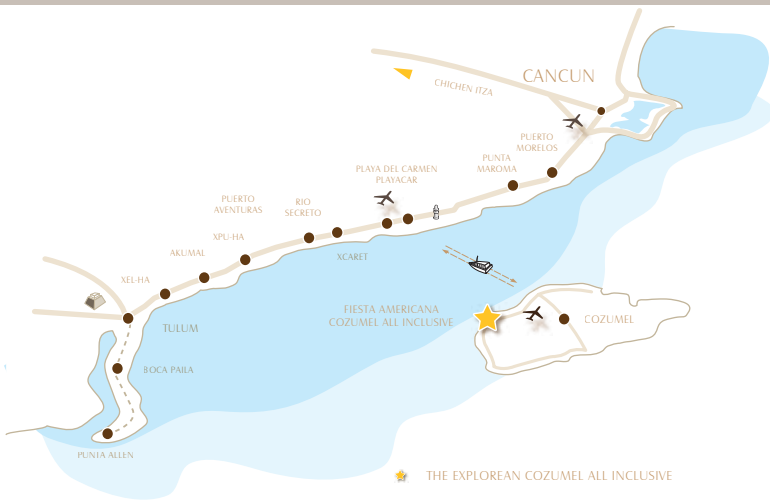 CANCUN
CHICHEN ITZA
PUERTO
MORELOS
PUNTA
MAROMA
PLAYA DEL CARMEN
PLAYACAR
PUERTO
AVENTURAS
RIO
SECRETO
XPU-HA
AKUMAL
XCARET
XEL-HA
TULUM
FIESTA AMERICANA
COZUMEL ALL INCLUSIVE
COZUMEL
BOCA PAILA
PUNTA ALLEN
THE EXPLOREAN COZUMEL ALL INCLUSIVE